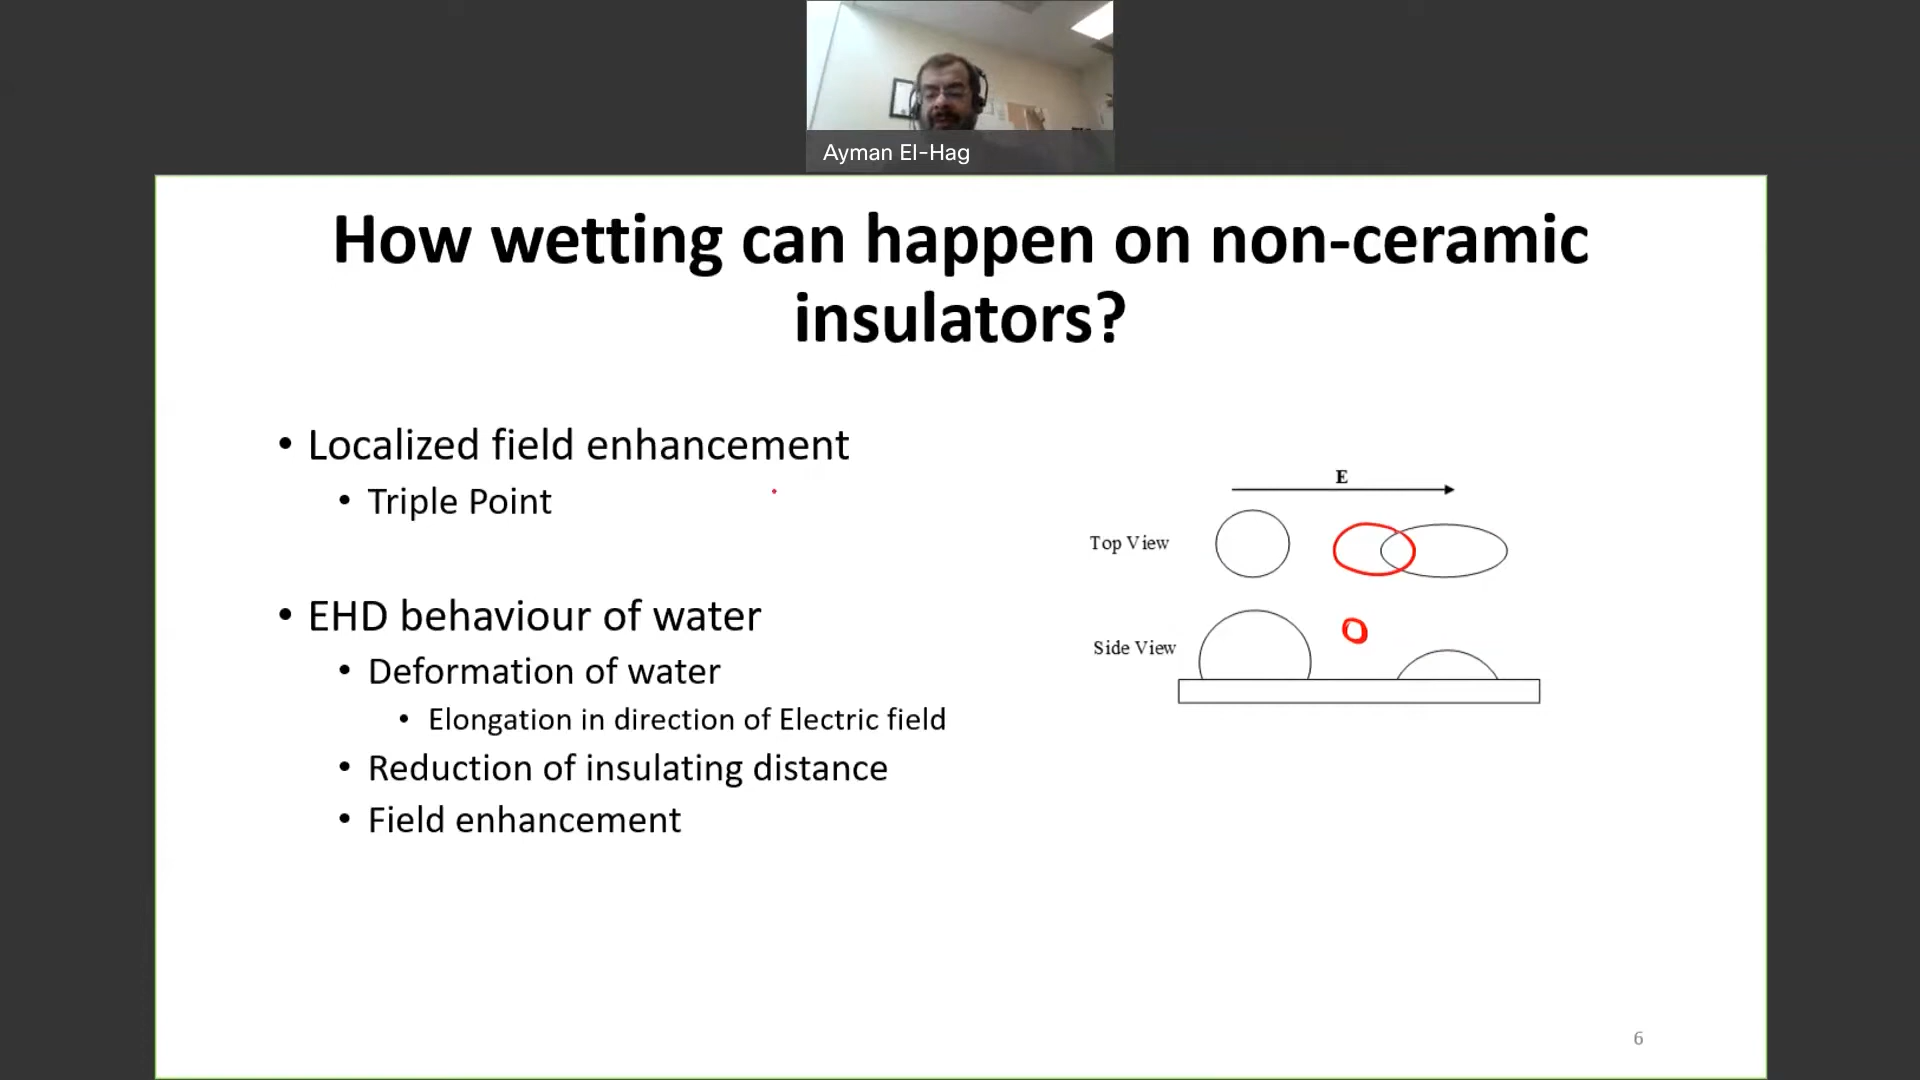 Ayman El-Hag
How wetting can happen on non-ceramic
insulators?
• Localized field enhancement
• Triple Point
• EHD behaviour of water
• Deformation of water
• Elongation in direction of Electric field
• Reduction of insulating distance
• Field enhancement
E
Top View
Side View
6